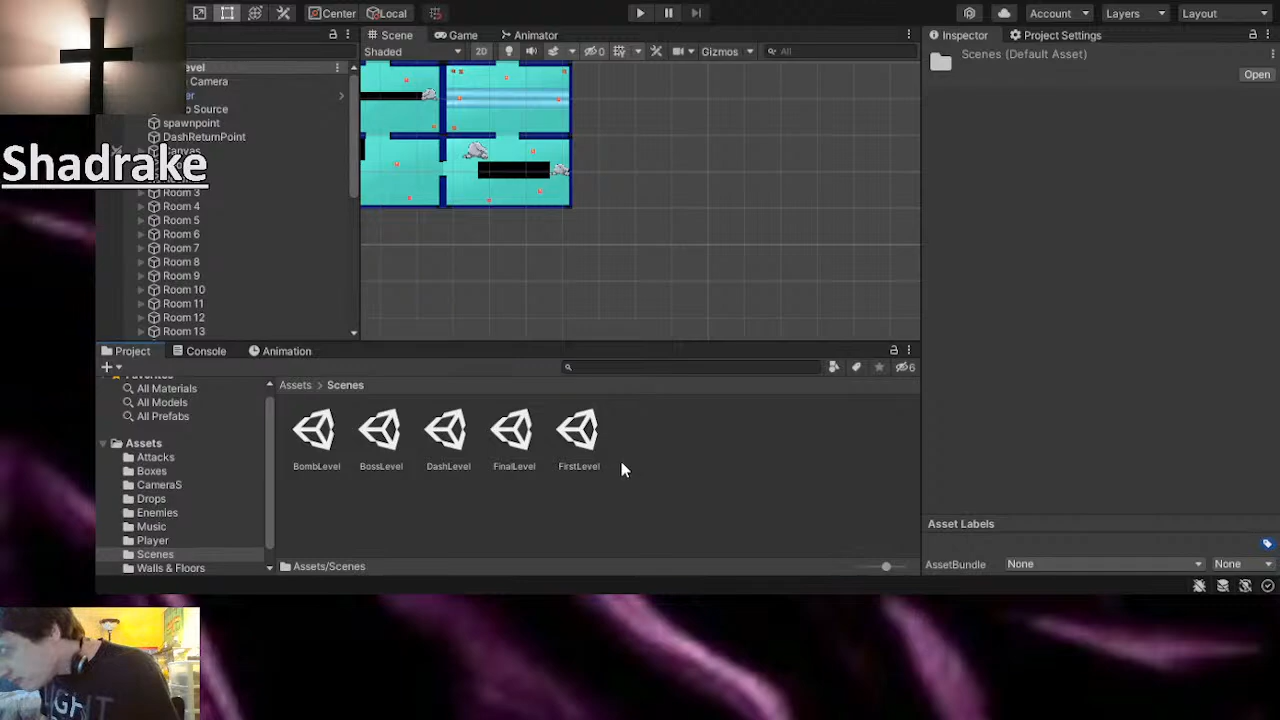 Center
Local
Account
Layers
Layout
Scene
Game
Animator
Inspector
Project Settings
Shaded
2D
0
Gizmos
All
Scenes (Default Asset)
Open
Camera
Source
spawnpoint
DashReturnPoint
Canvas
Shadrake
Room 3
Room 4
Room 5
Room 6
Room 7
Room 8
Room 9
Room 10
Room 11
Room 12
Room 13
Project
Console
Animation
6
All Materials
All Models
All Prefabs
Assets > Scenes
Assets
Attacks
Boxes
CameraS
Drops
Enemies
Music
Player
Scenes
Walls & Floors
BombLevel
BossLevel
DashLevel
FinalLevel
FirstLevel
Assets/Scenes
Asset Labels
AssetBundle
None
None